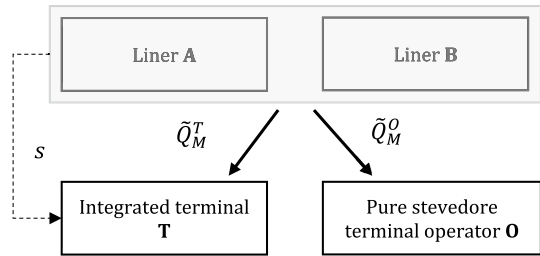 Liner A
Liner B
Q̃_M^T
Q̃_M^O
s
Integrated terminal
T
Pure stevedore
terminal operator O